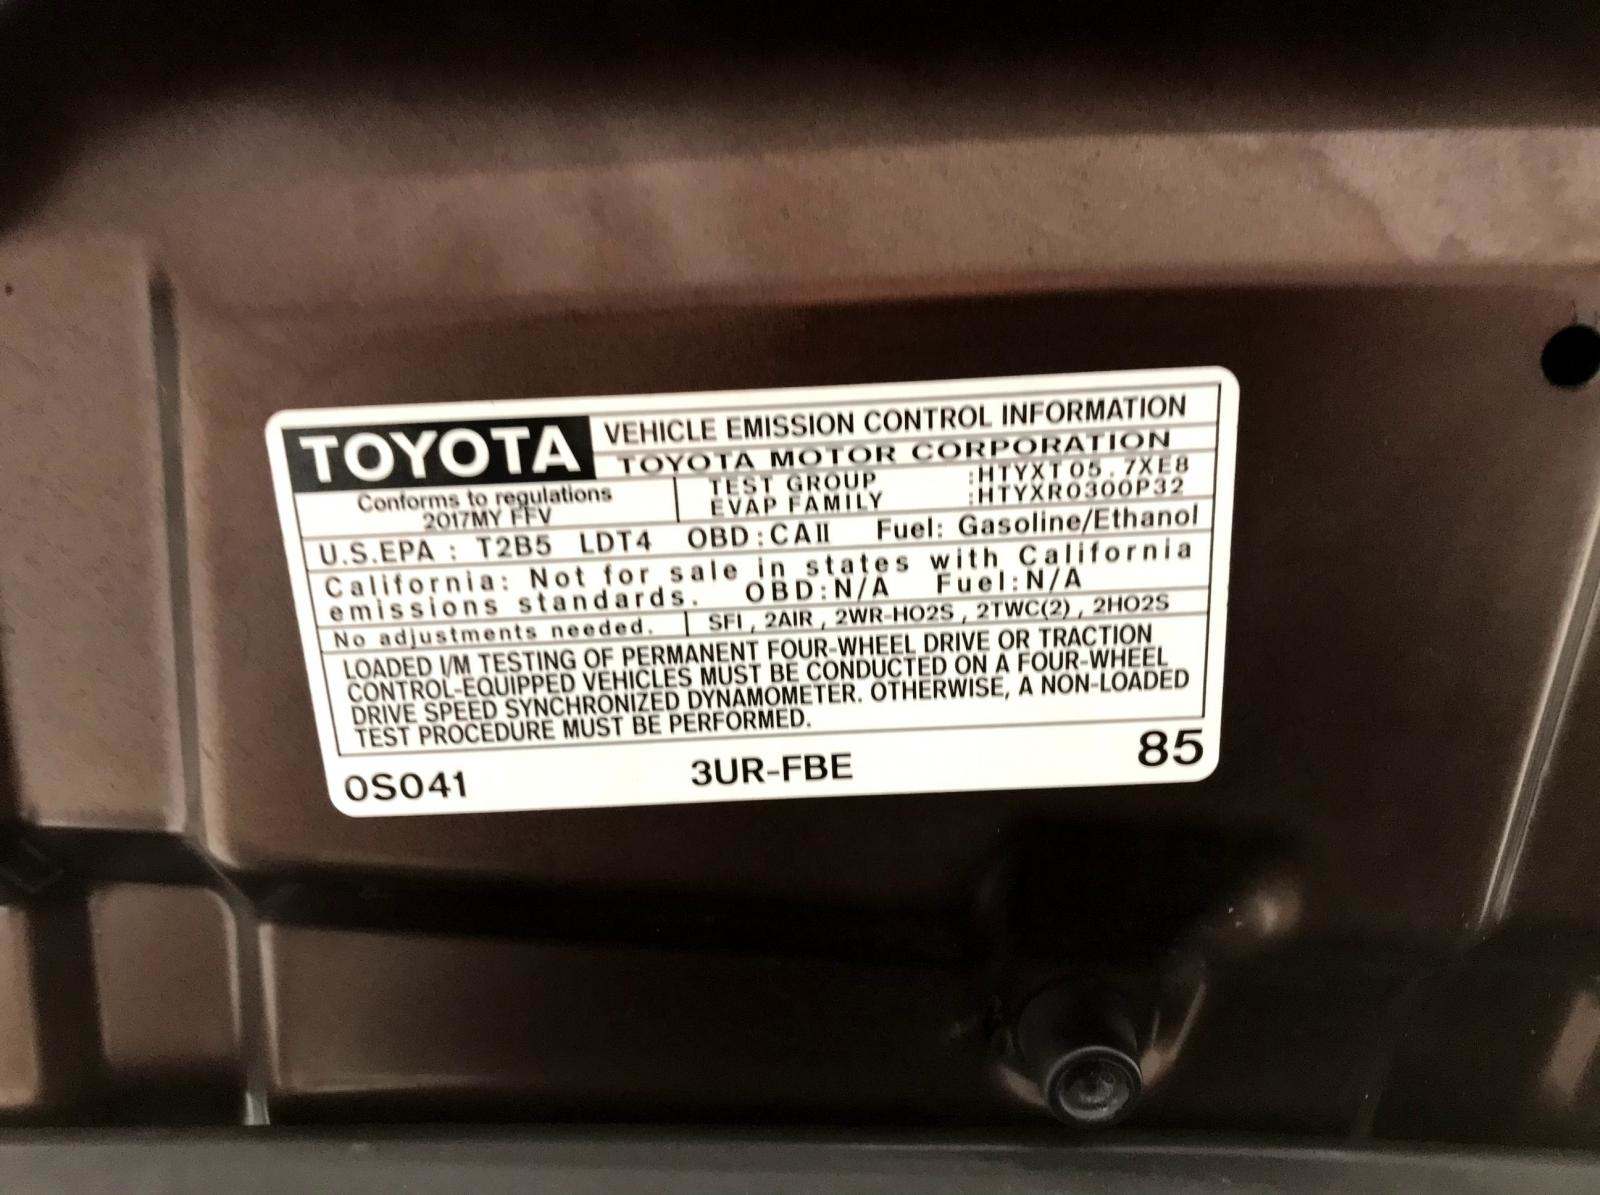 TOYOTA VEHICLE EMISSION CONTROL INFORMATION
TOYOTA MOTOR CORPORATION
Conforms to regulations
2017MY FFV
TEST GROUP :HTYXT05.7XE8
EVAP FAMILY :HTYXR0300P32
U.S.EPA : T2B5 LDT4 OBD:CAII Fuel: Gasoline/Ethanol
California: Not for sale in states with California
emissions standards. OBD:N/A Fuel:N/A
No adjustments needed. SFI, 2AIR, 2WR-HO2S, 2TWC(2), 2HO2S
LOADED I/M TESTING OF PERMANENT FOUR-WHEEL DRIVE OR TRACTION
CONTROL-EQUIPPED VEHICLES MUST BE CONDUCTED ON A FOUR-WHEEL
DRIVE SPEED SYNCHRONIZED DYNAMOMETER. OTHERWISE, A NON-LOADED
TEST PROCEDURE MUST BE PERFORMED.
0S041 3UR-FBE 85